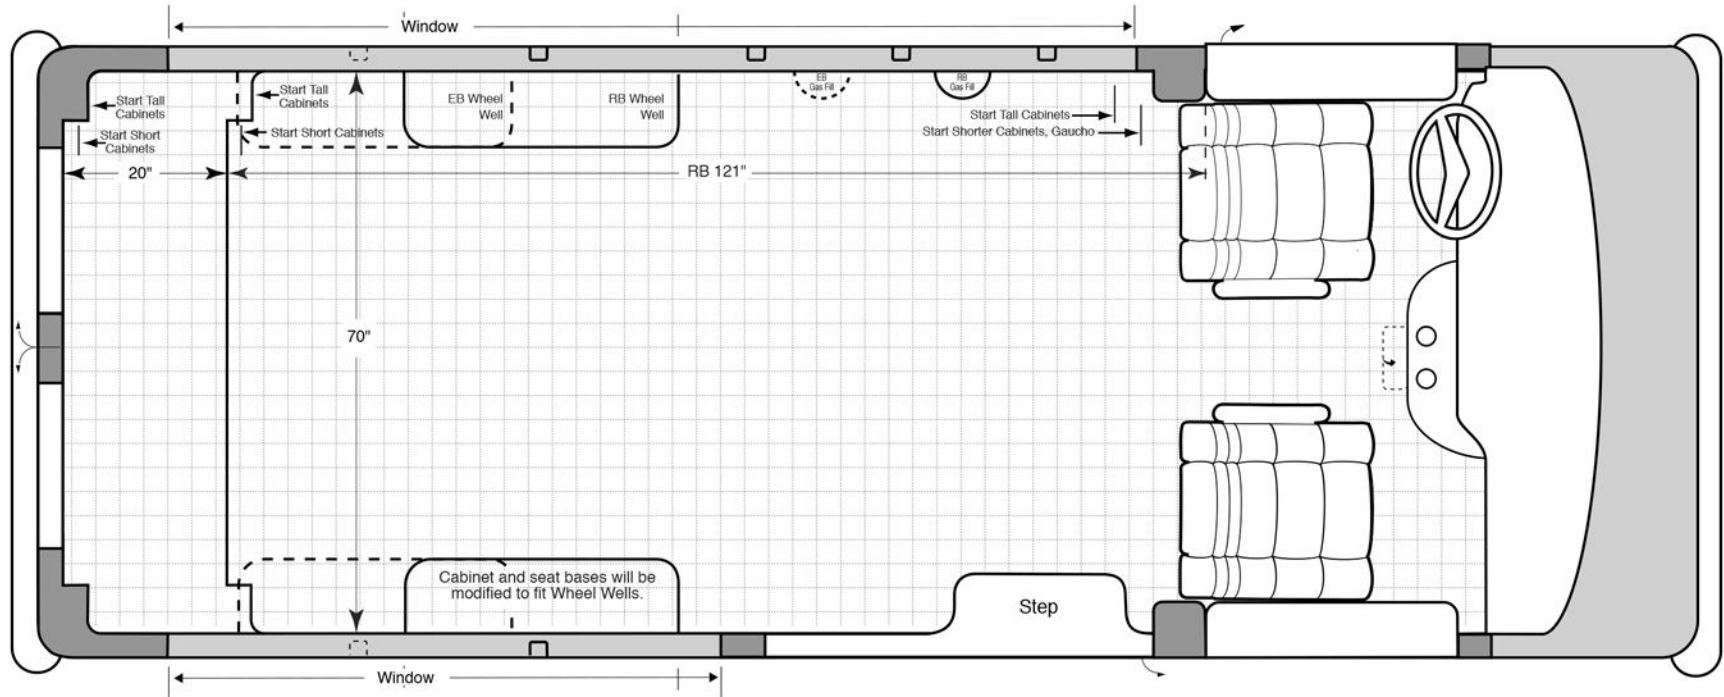 Window
Start Tall
Cabinets
Start Short
Cabinets
Start Tall
Cabinets
Start Short Cabinets
EB Wheel
Well
RB Wheel
Well
EB
Gas Fill
RB
Gas Fill
Start Tall Cabinets
Start Shorter Cabinets, Gaucho
20"
RB 121"
70"
Cabinet and seat bases will be
modified to fit Wheel Wells.
Step
Window